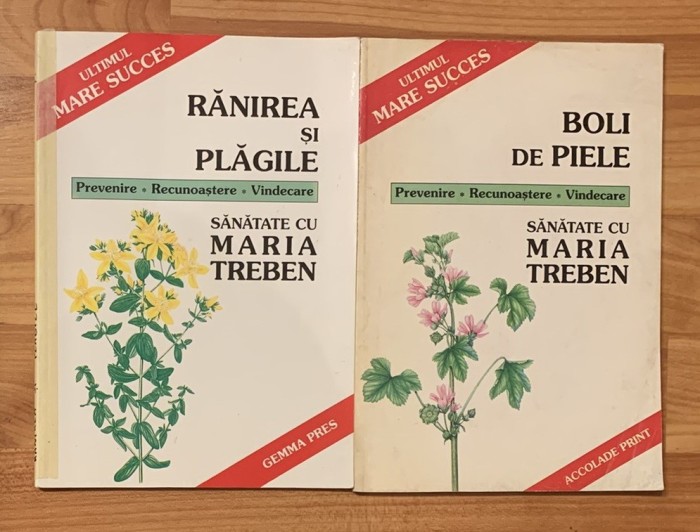 ULTIMUL
MARE SUCCES
RĂNIREA
ȘI
PLĂGILE
Prevenire • Recunoaștere • Vindecare
SĂNĂTATE CU
MARIA
TREBEN
GEMMA PRES
ULTIMUL
MARE SUCCES
BOLI
DE PIELE
Prevenire • Recunoaștere • Vindecare
SĂNĂTATE CU
MARIA
TREBEN
ACCOLADE PRINT